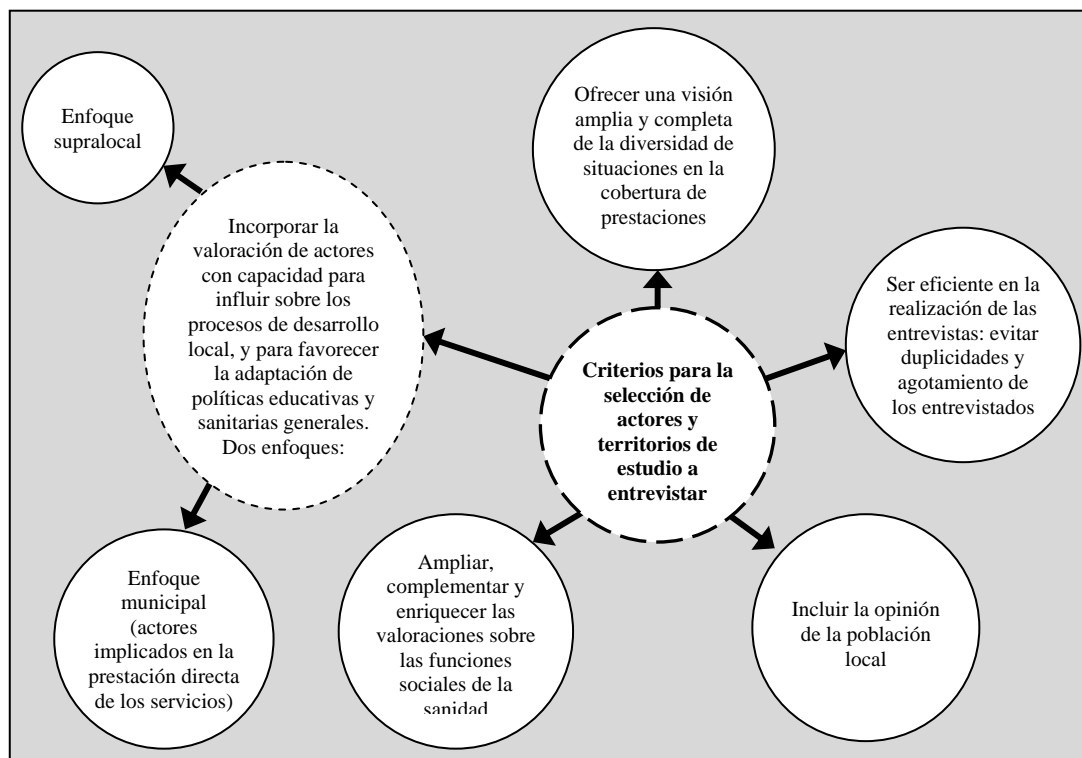 Enfoque
supralocal
Incorporar la
valoración de actores
con capacidad para
influir sobre los
procesos de desarrollo
local, y para favorecer
la adaptación de
políticas educativas y
sanitarias generales.
Dos enfoques:
Enfoque
municipal
(actores
implicados en la
prestación directa
de los servicios)
Ofrecer una visión
amplia y completa
de la diversidad de
situaciones en la
cobertura de
prestaciones
Ser eficiente en la
realización de las
entrevistas: evitar
duplicidades y
agotamiento de
los entrevistados
Criterios para la
selección de
actores y
territorios de
estudio a
entrevistar
Ampliar,
complementar y
enriquecer las
valoraciones sobre
las funciones
sociales de la
sanidad
Incluir la opinión
de la población
local